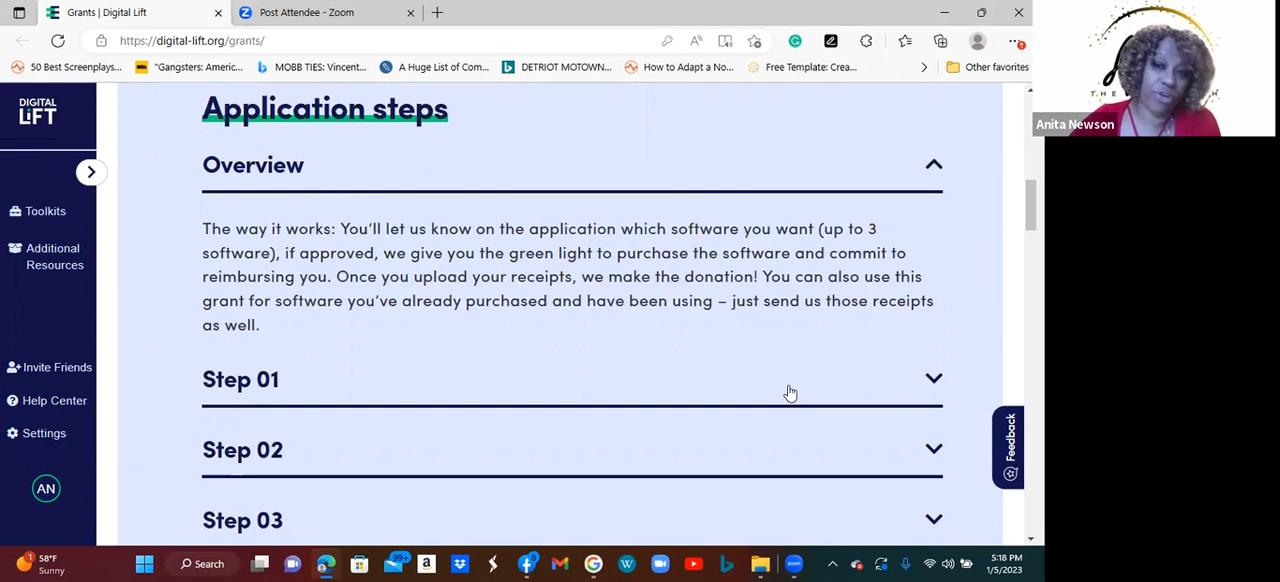 Grants | Digital Lift
Post Attendee - Zoom
https://digital-lift.org/grants/
50 Best Screenplays...
"Gangsters: Americ...
MOBB TIES: Vincent...
A Huge List of Com...
DETRIOT MOTOWN...
How to Adapt a No...
Free Template: Crea...
Other favorites
Anita Newson
DIGITAL
LiFT
Toolkits
Additional
Resources
Invite Friends
Help Center
Settings
AN
Application steps
Overview
The way it works: You'll let us know on the application which software you want (up to 3
software), if approved, we give you the green light to purchase the software and commit to
reimbursing you. Once you upload your receipts, we make the donation! You can also use this
grant for software you've already purchased and have been using – just send us those receipts
as well.
Step 01
Step 02
Step 03
Feedback
58°F
Sunny
Search
99+
5:18 PM
1/5/2023